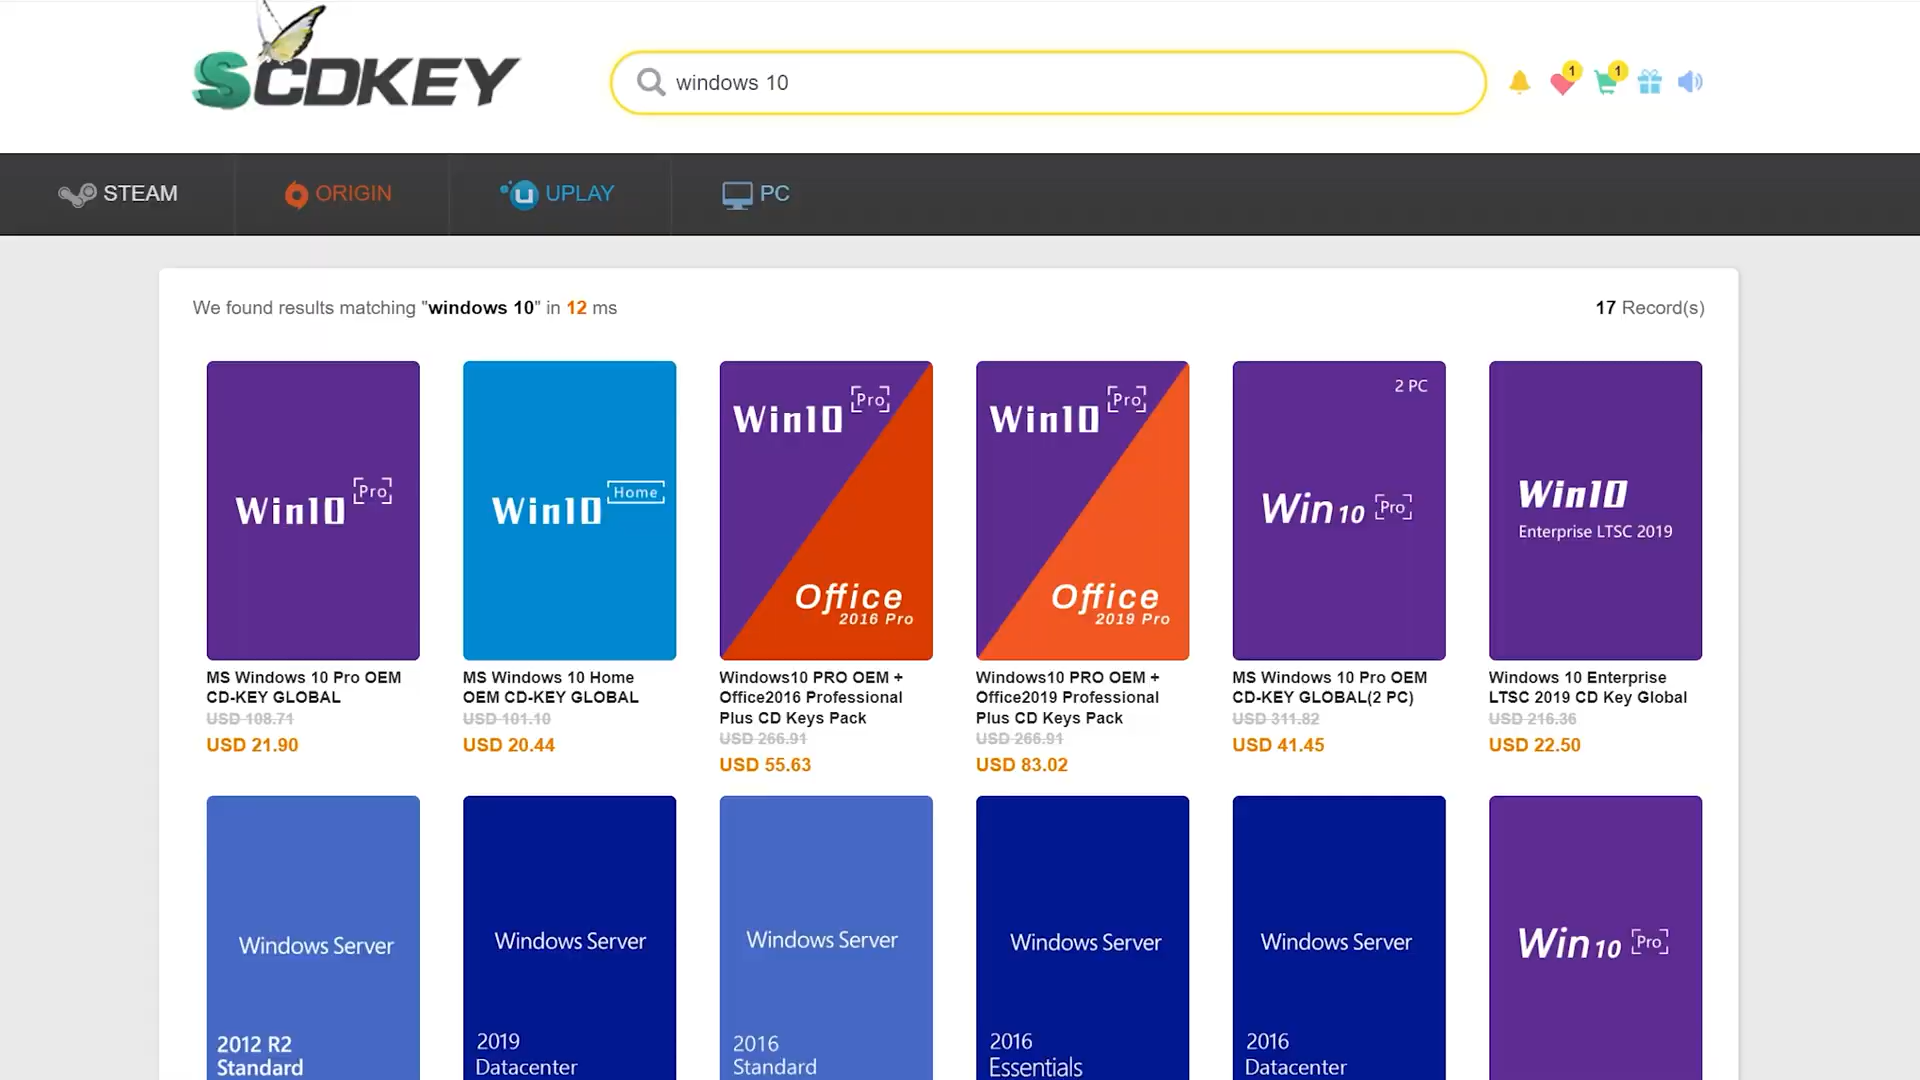 SCDKEY
windows 10
1
1
STEAM
ORIGIN
UPLAY
PC
We found results matching "windows 10" in 12 ms
17 Record(s)
Win10 Pro
Win10 Home
Win10 Pro
Office
2016 Pro
Win10 Pro
Office
2019 Pro
2 PC
Win 10 Pro
Win10
Enterprise LTSC 2019
MS Windows 10 Pro OEM
CD-KEY GLOBAL
USD 108.71
USD 21.90
MS Windows 10 Home
OEM CD-KEY GLOBAL
USD 101.10
USD 20.44
Windows10 PRO OEM +
Office2016 Professional
Plus CD Keys Pack
USD 266.91
USD 55.63
Windows10 PRO OEM +
Office2019 Professional
Plus CD Keys Pack
USD 266.91
USD 83.02
MS Windows 10 Pro OEM
CD-KEY GLOBAL(2 PC)
USD 311.82
USD 41.45
Windows 10 Enterprise
LTSC 2019 CD Key Global
USD 216.36
USD 22.50
Windows Server
2012 R2
Standard
Windows Server
2019
Datacenter
Windows Server
2016
Standard
Windows Server
2016
Essentials
Windows Server
2016
Datacenter
Win 10 Pro